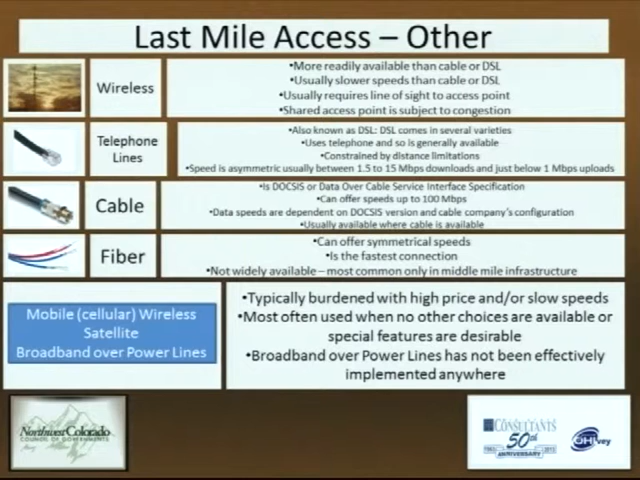 Last Mile Access – Other
Wireless
•More readily available than cable or DSL
•Usually slower speeds than cable or DSL
•Usually requires line of sight to access point
•Shared access point is subject to congestion
Telephone
Lines
•Also known as DSL: DSL comes in several varieties
•Uses telephone and so is generally available
•Constrained by distance limitations
•Speed is asymmetric usually between 1.5 to 15 Mbps downloads and just below 1 Mbps uploads
Cable
•Is DOCSIS or Data Over Cable Service Interface Specification
•Can offer speeds up to 100 Mbps
•Data speeds are dependent on DOCSIS version and cable company's configuration
•Usually available where cable is available
Fiber
•Can offer symmetrical speeds
•Is the fastest connection
•Not widely available – most common only in middle mile infrastructure
Mobile (cellular) Wireless
Satellite
Broadband over Power Lines
•Typically burdened with high price and/or slow speeds
•Most often used when no other choices are available or
special features are desirable
•Broadband over Power Lines has not been effectively
implemented anywhere
Northwest Colorado
COUNCIL OF GOVERNMENTS
CONSULTANTS
50th
ANNIVERSARY
OHIvey